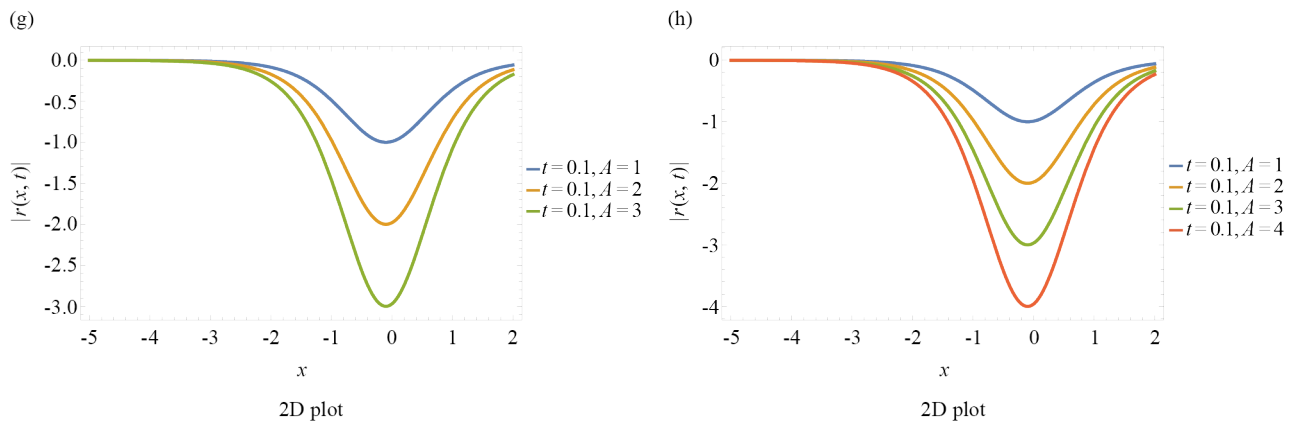 (g)
0.0
-0.5
-1.0
-1.5
-2.0
-2.5
-3.0
|r(x, t)|
-5 -4 -3 -2 -1 0 1 2
x
t=0.1, A=1
t=0.1, A=2
t=0.1, A=3
2D plot
(h)
0
-1
-2
-3
-4
|r(x, t)|
-5 -4 -3 -2 -1 0 1 2
x
t=0.1, A=1
t=0.1, A=2
t=0.1, A=3
t=0.1, A=4
2D plot